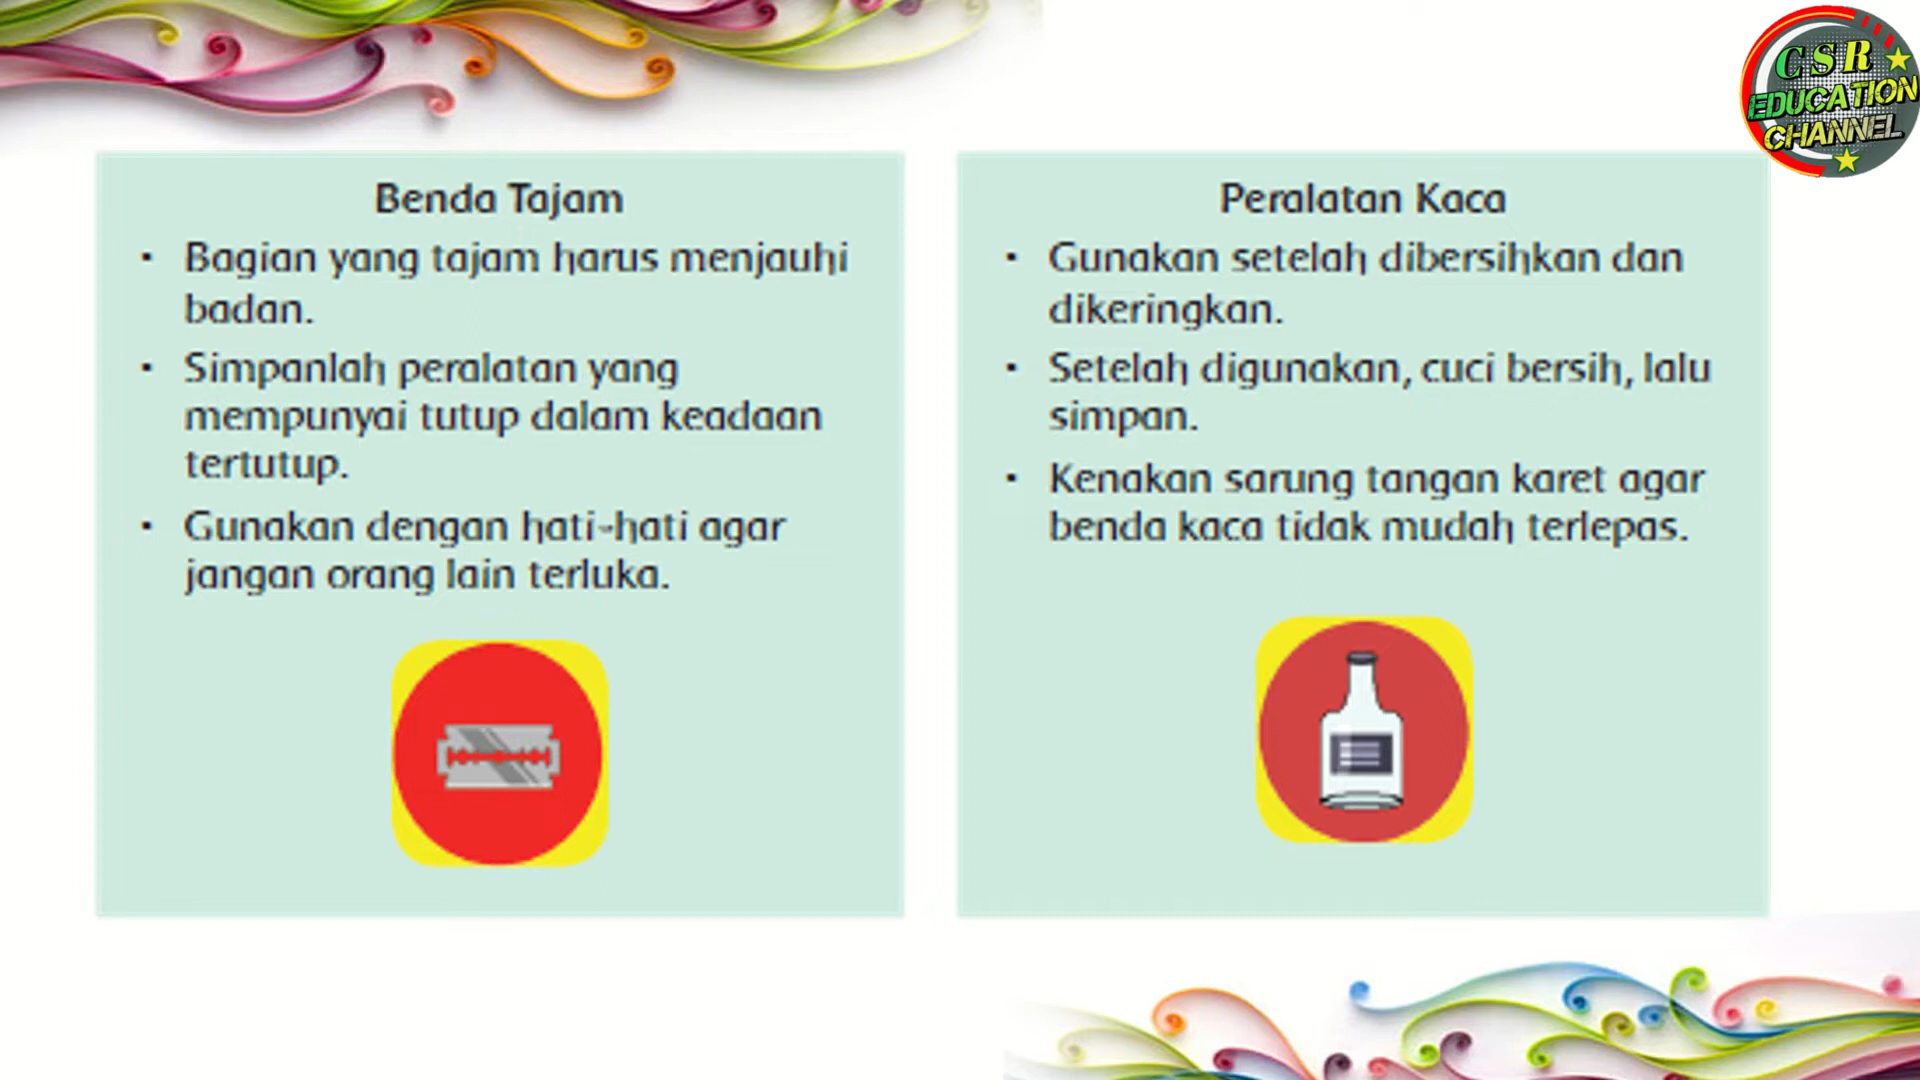 CSR
EDUCATION
CHANNEL
Benda Tajam
• Bagian yang tajam harus menjauhi
badan.
• Simpanlah peralatan yang
mempunyai tutup dalam keadaan
tertutup.
• Gunakan dengan hati-hati agar
jangan orang lain terluka.
Peralatan Kaca
• Gunakan setelah dibersihkan dan
dikeringkan.
• Setelah digunakan, cuci bersih, lalu
simpan.
• Kenakan sarung tangan karet agar
benda kaca tidak mudah terlepas.